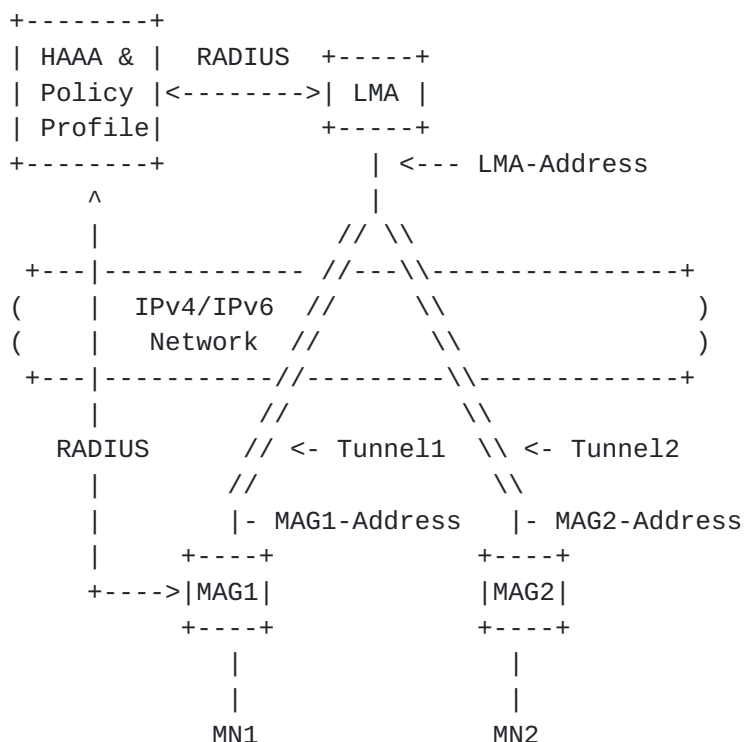 +--------+
| HAAA & |  RADIUS  +-----+
| Policy |<-------->| LMA |
| Profile|          +-----+
+--------+             | <--- LMA-Address
     ^                 |
     |               // \\
 +---|------------- //---\\----------------+
(    |  IPv4/IPv6  //     \\                )
(    |   Network  //       \\               )
 +---|-----------//---------\\-------------+
     |          //           \\
   RADIUS      // <- Tunnel1  \\ <- Tunnel2
     |        //               \\
     |        |- MAG1-Address   |- MAG2-Address
     |     +----+             +----+
     +---->|MAG1|             |MAG2|
           +----+             +----+
              |                  |
              |                  |
             MN1                MN2